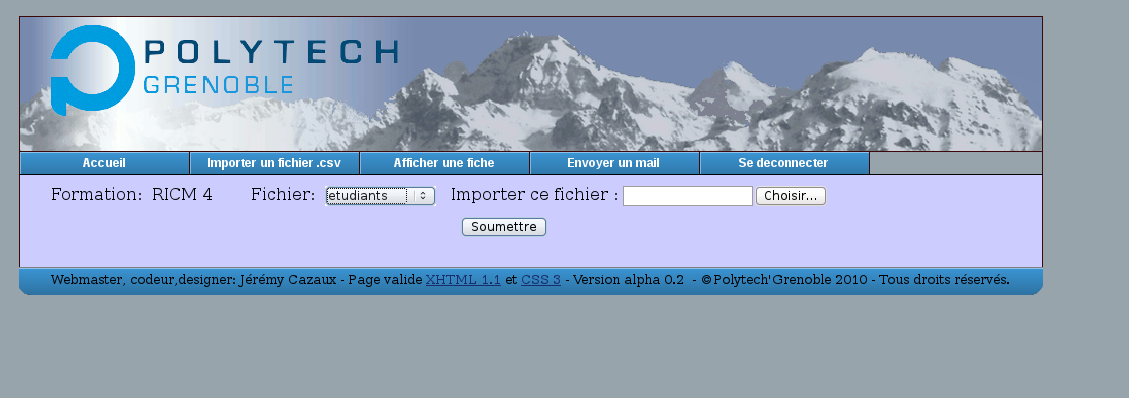 POLYTECH
GRENOBLE
Accueil Importer un fichier .csv Afficher une fiche Envoyer un mail Se deconnecter
Formation: RICM 4 Fichier: etudiants Importer ce fichier : Choisir...
Soumettre
Webmaster, codeur,designer: Jérémy Cazaux - Page valide XHTML 1.1 et CSS 3 - Version alpha 0.2 - ©Polytech'Grenoble 2010 - Tous droits réservés.